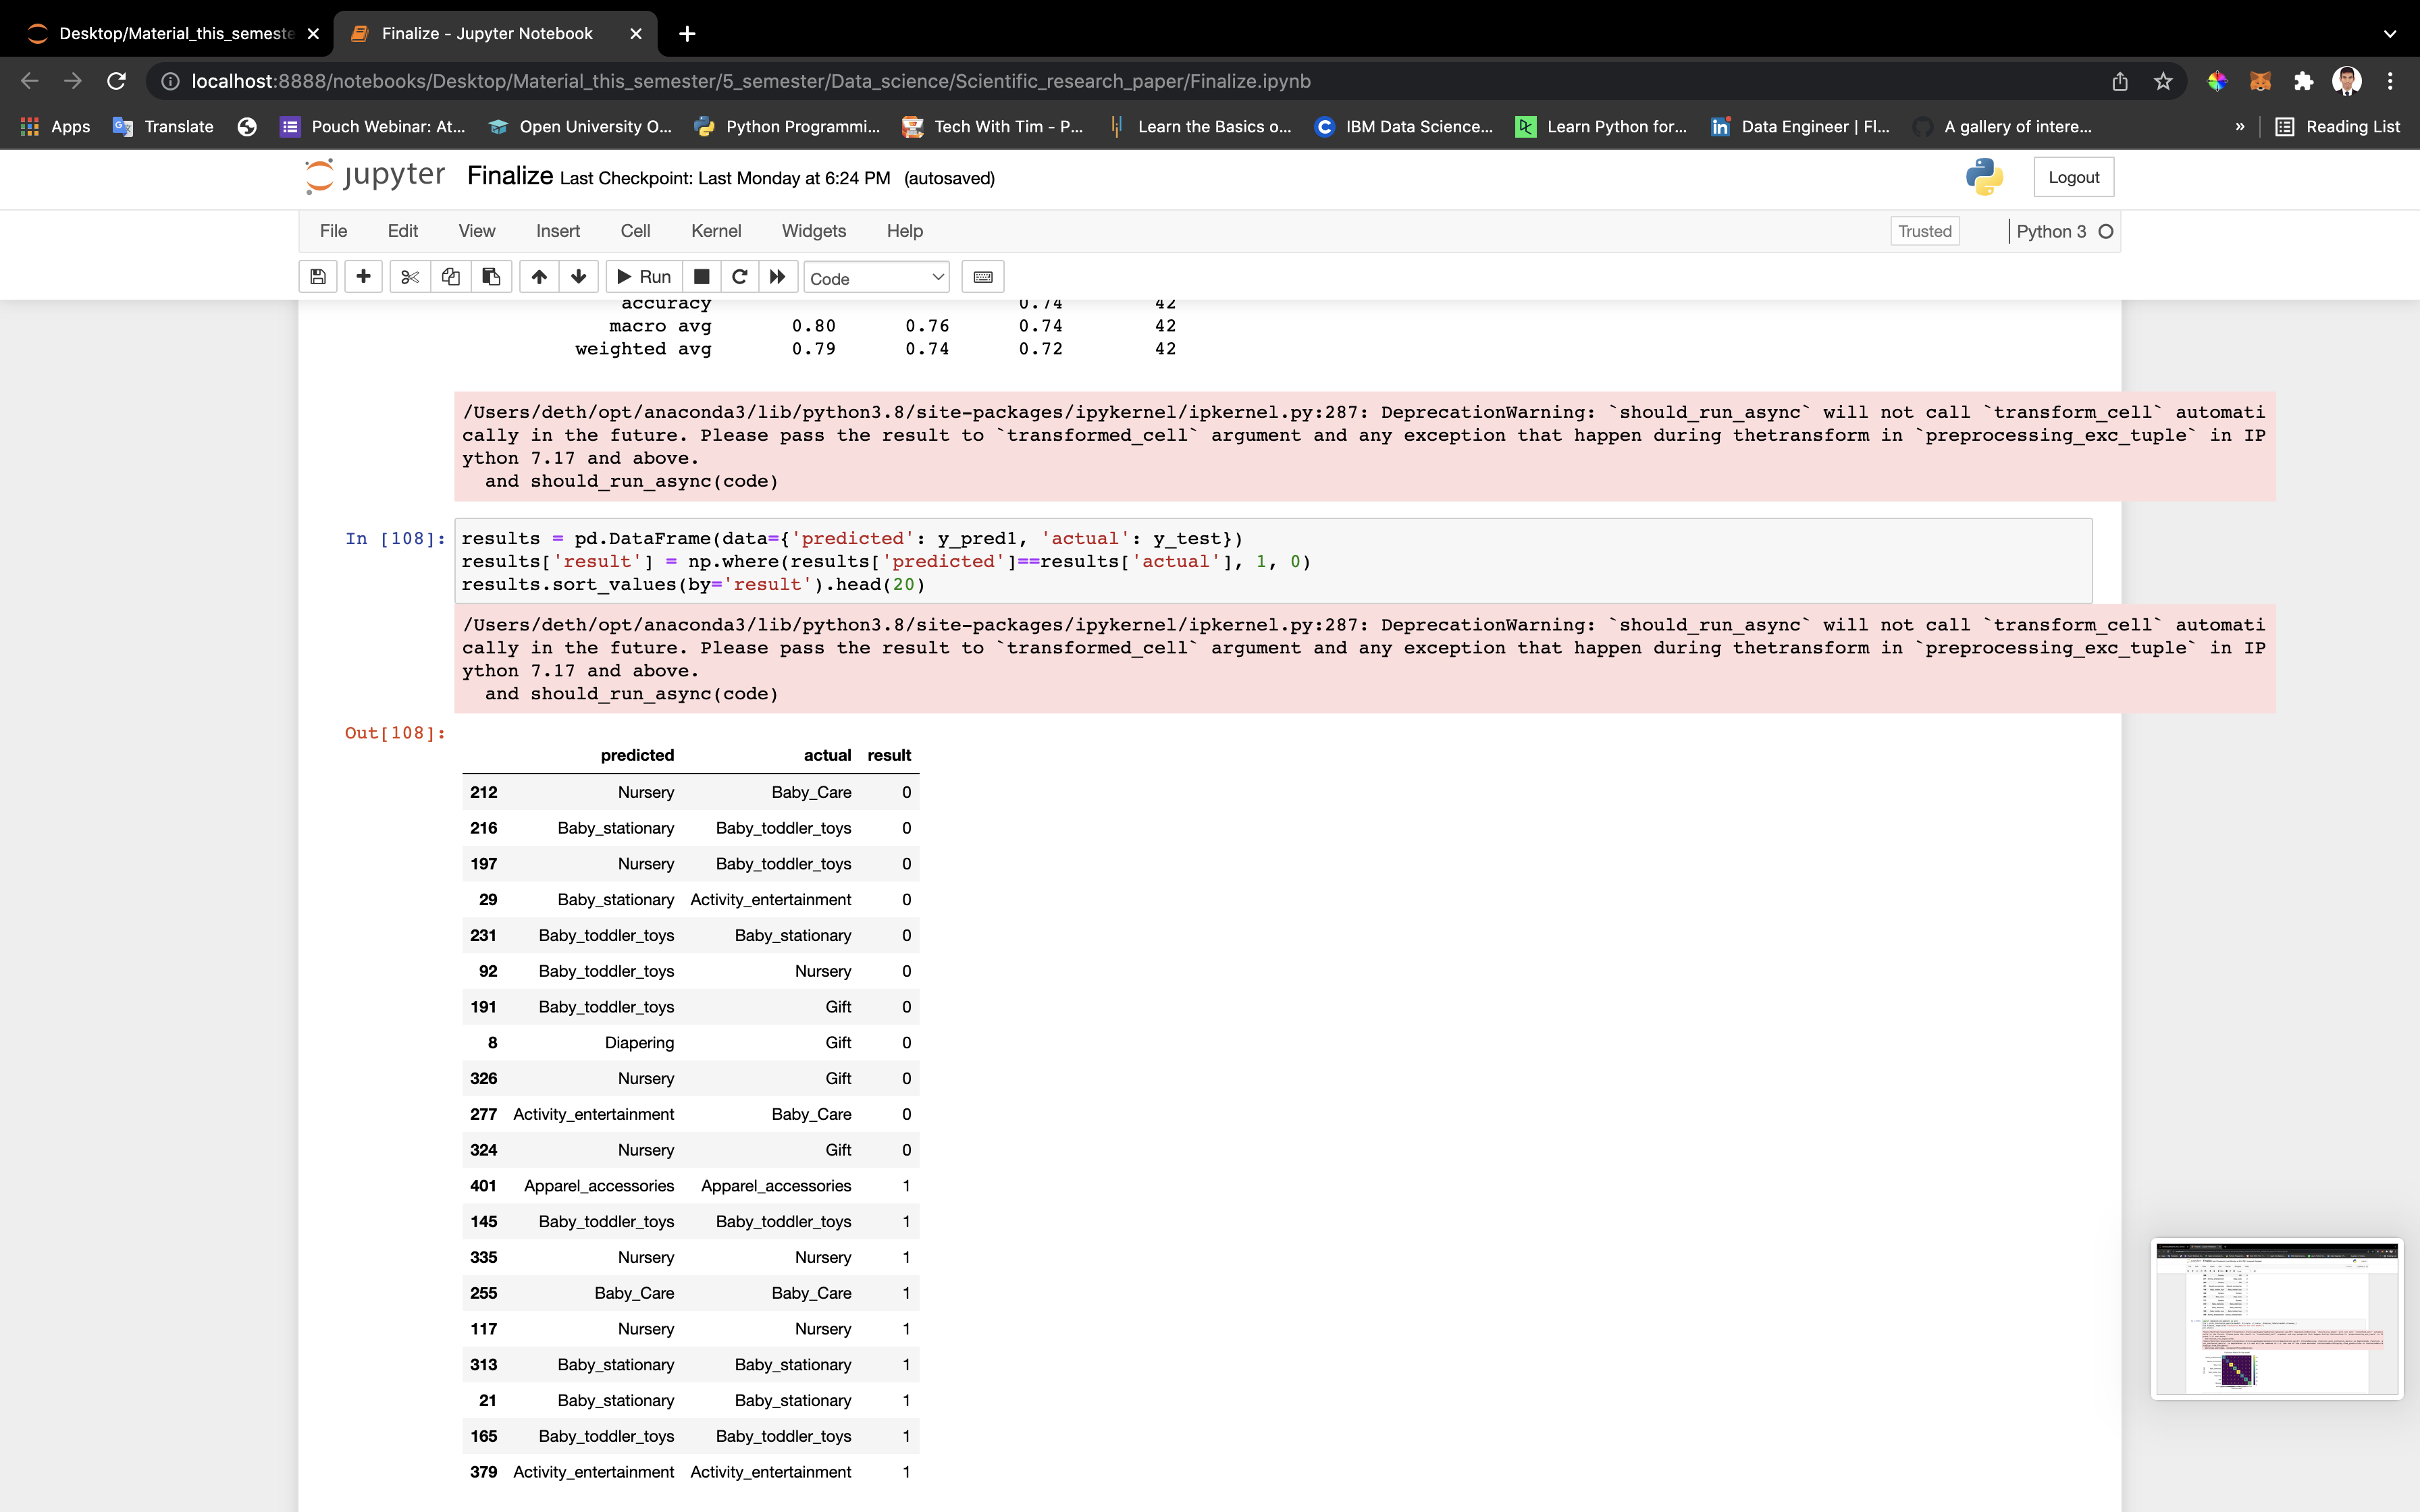 Desktop/Material_this_semeste
Finalize - Jupyter Notebook
localhost:8888/notebooks/Desktop/Material_this_semester/5_semester/Data_science/Scientific_research_paper/Finalize.ipynb
Apps Translate Pouch Webinar: At... Open University O... Python Programmi... Tech With Tim - P... Learn the Basics o... IBM Data Science... Learn Python for... Data Engineer | Fl... A gallery of intere... » Reading List
jupyter Finalize Last Checkpoint: Last Monday at 6:24 PM (autosaved) Logout
File Edit View Insert Cell Kernel Widgets Help Trusted Python 3
Run Code
accuracy 0.74 42
macro avg 0.80 0.76 0.74 42
weighted avg 0.79 0.74 0.72 42
/Users/deth/opt/anaconda3/lib/python3.8/site-packages/ipykernel/ipkernel.py:287: DeprecationWarning: `should_run_async` will not call `transform_cell` automati
cally in the future. Please pass the result to `transformed_cell` argument and any exception that happen during thetransform in `preprocessing_exc_tuple` in IP
ython 7.17 and above.
and should_run_async(code)
In [108]: results = pd.DataFrame(data={'predicted': y_pred1, 'actual': y_test})
results['result'] = np.where(results['predicted']==results['actual'], 1, 0)
results.sort_values(by='result').head(20)
/Users/deth/opt/anaconda3/lib/python3.8/site-packages/ipykernel/ipkernel.py:287: DeprecationWarning: `should_run_async` will not call `transform_cell` automati
cally in the future. Please pass the result to `transformed_cell` argument and any exception that happen during thetransform in `preprocessing_exc_tuple` in IP
ython 7.17 and above.
and should_run_async(code)
Out[108]:
predicted actual result
212 Nursery Baby_Care 0
216 Baby_stationary Baby_toddler_toys 0
197 Nursery Baby_toddler_toys 0
29 Baby_stationary Activity_entertainment 0
231 Baby_toddler_toys Baby_stationary 0
92 Baby_toddler_toys Nursery 0
191 Baby_toddler_toys Gift 0
8 Diapering Gift 0
326 Nursery Gift 0
277 Activity_entertainment Baby_Care 0
324 Nursery Gift 0
401 Apparel_accessories Apparel_accessories 1
145 Baby_toddler_toys Baby_toddler_toys 1
335 Nursery Nursery 1
255 Baby_Care Baby_Care 1
117 Nursery Nursery 1
313 Baby_stationary Baby_stationary 1
21 Baby_stationary Baby_stationary 1
165 Baby_toddler_toys Baby_toddler_toys 1
379 Activity_entertainment Activity_entertainment 1